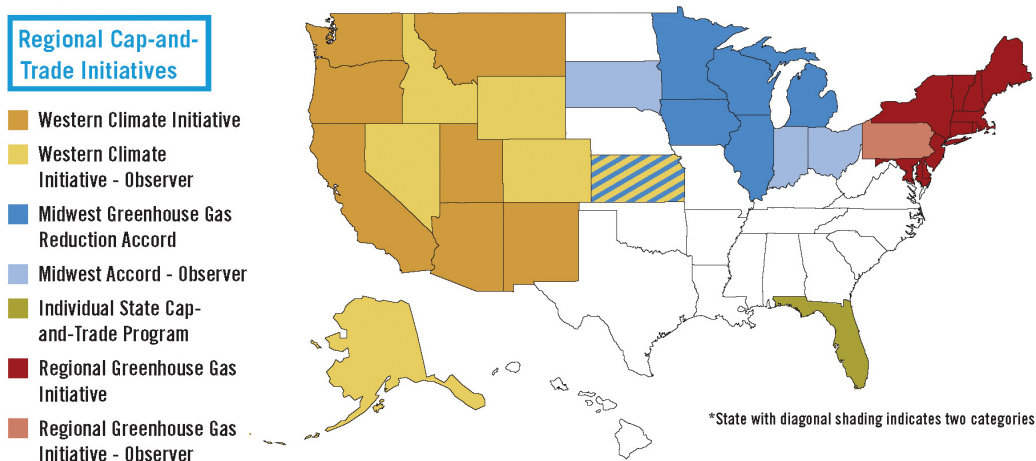 Regional Cap-and-
Trade Initiatives
Western Climate Initiative
Western Climate
Initiative - Observer
Midwest Greenhouse Gas
Reduction Accord
Midwest Accord - Observer
Individual State Cap-
and-Trade Program
Regional Greenhouse Gas
Initiative
Regional Greenhouse Gas
Initiative - Observer
*State with diagonal shading indicates two categories